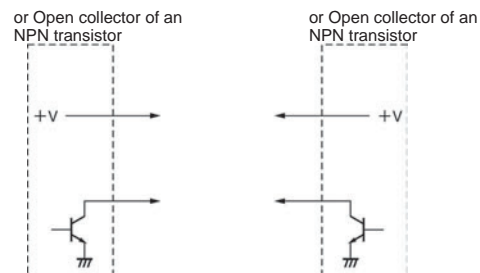 or Open collector of an
NPN transistor
or Open collector of an
NPN transistor
+V
+V